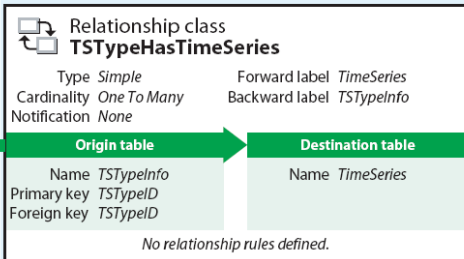 Relationship class
TSTypeHasTimeSeries
Type Simple Forward label TimeSeries
Cardinality One To Many Backward label TSTypeInfo
Notification None
Origin table Destination table
Name TSTypeInfo Name TimeSeries
Primary key TSTypeID
Foreign key TSTypeID
No relationship rules defined.